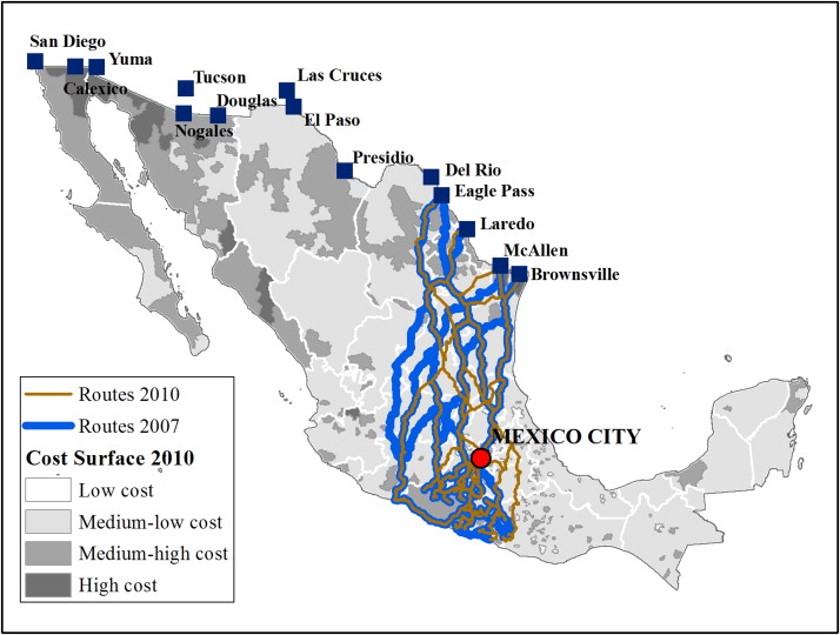 San Diego
Yuma
Calexico
Tucson
Las Cruces
Douglas
El Paso
Nogales
Presidio
Del Rio
Eagle Pass
Laredo
McAllen
Brownsville
Routes 2010
Routes 2007
MEXICO CITY
Cost Surface 2010
Low cost
Medium-low cost
Medium-high cost
High cost